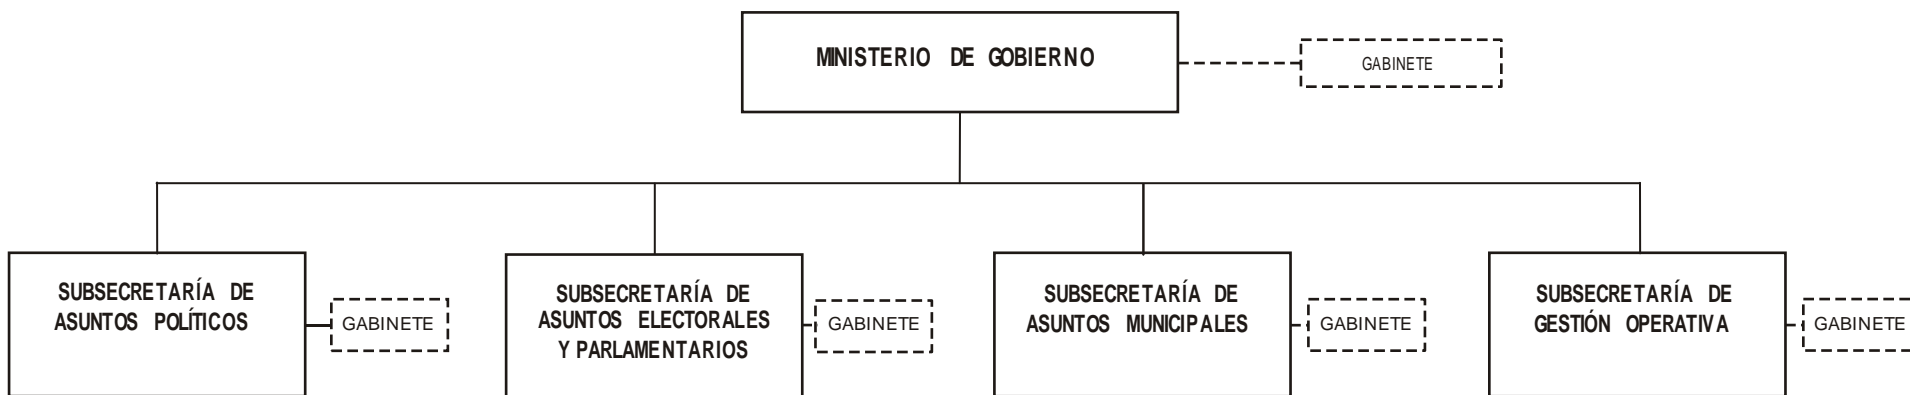 MINISTERIO DE GOBIERNO
GABINETE
SUBSECRETARÍA DE
ASUNTOS POLÍTICOS
GABINETE
SUBSECRETARÍA DE
ASUNTOS ELECTORALES
Y PARLAMENTARIOS
GABINETE
SUBSECRETARÍA DE
ASUNTOS MUNICIPALES
GABINETE
SUBSECRETARÍA DE
GESTIÓN OPERATIVA
GABINETE